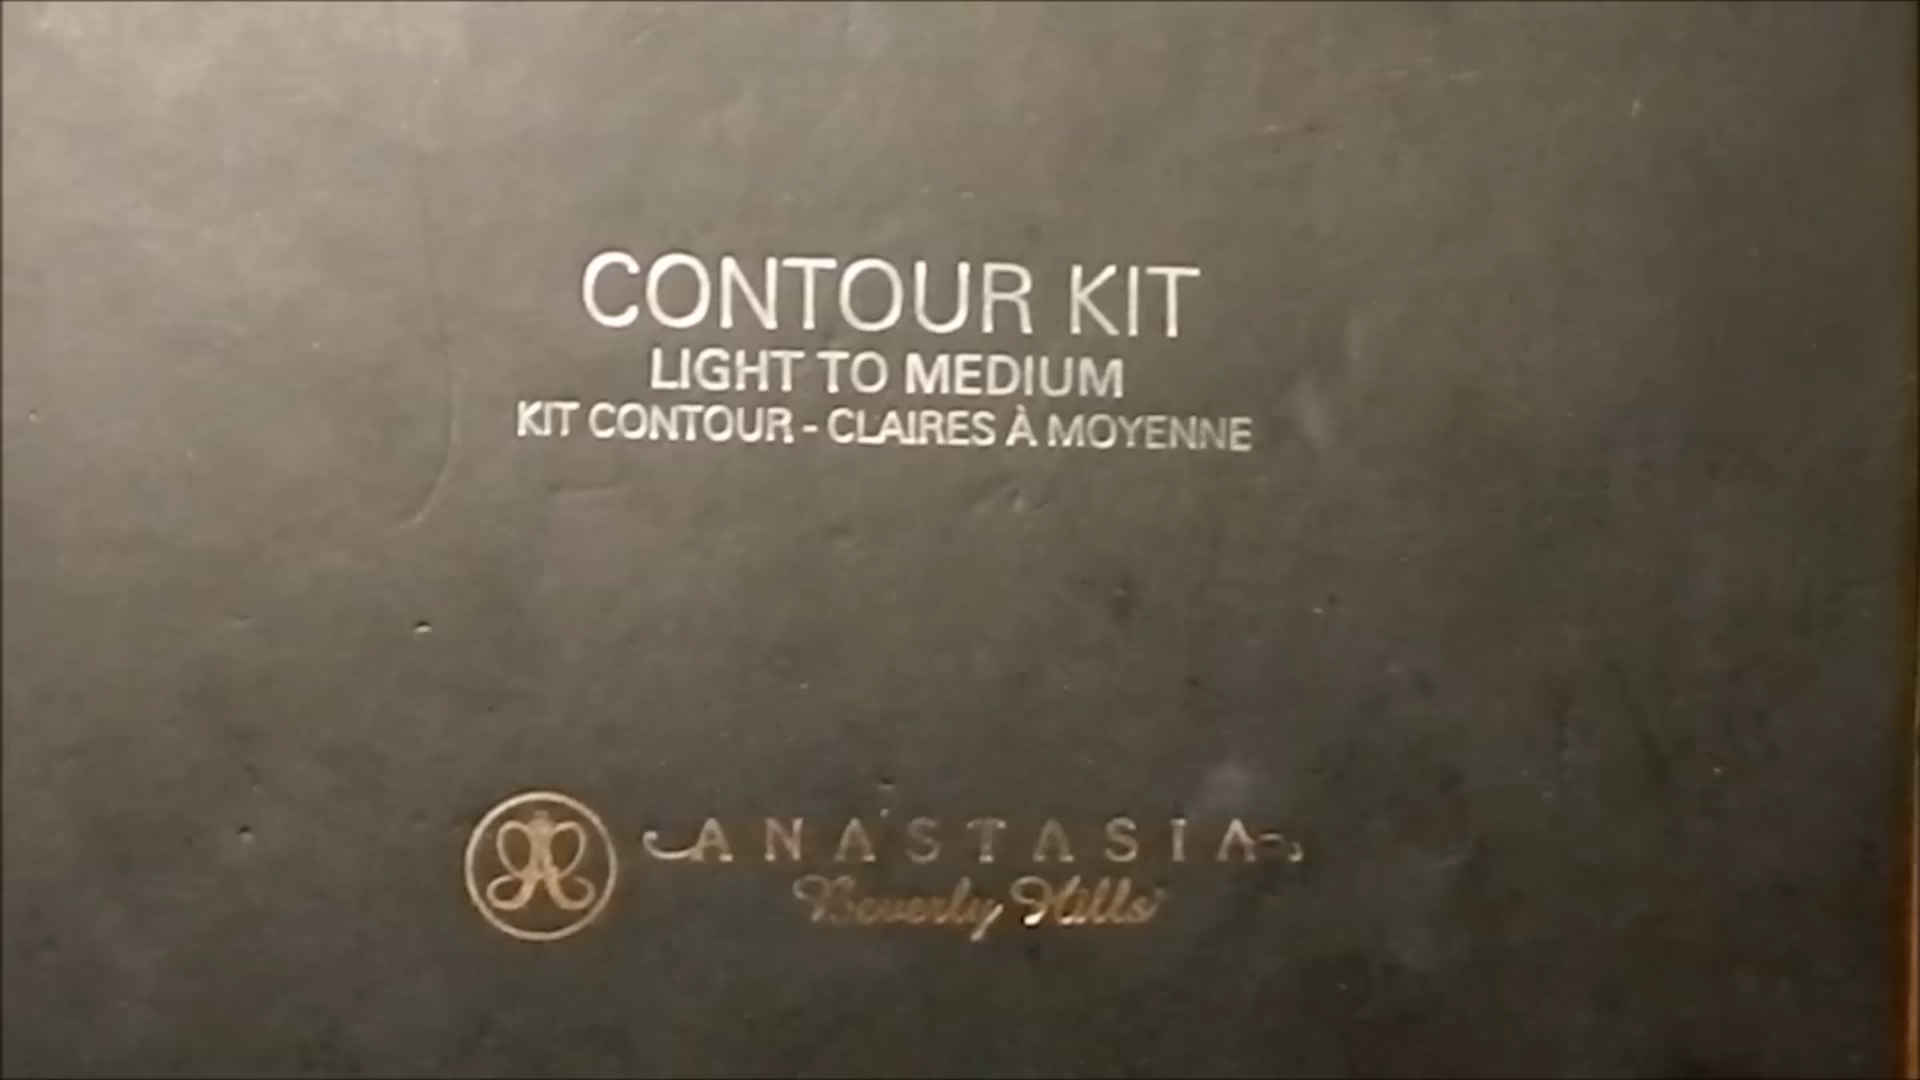 CONTOUR KIT
LIGHT TO MEDIUM
KIT CONTOUR - CLAIRES À MOYENNE
ANASTASIA
Beverly Hills